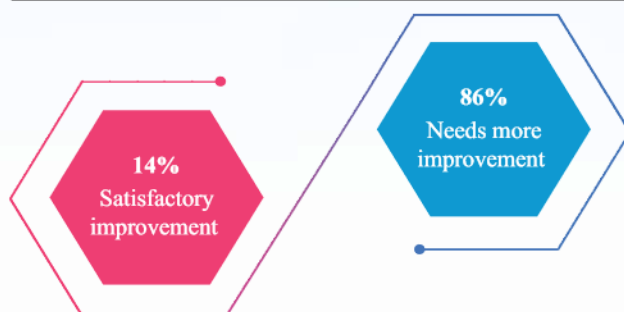 14%
Satisfactory
improvement
86%
Needs more
improvement